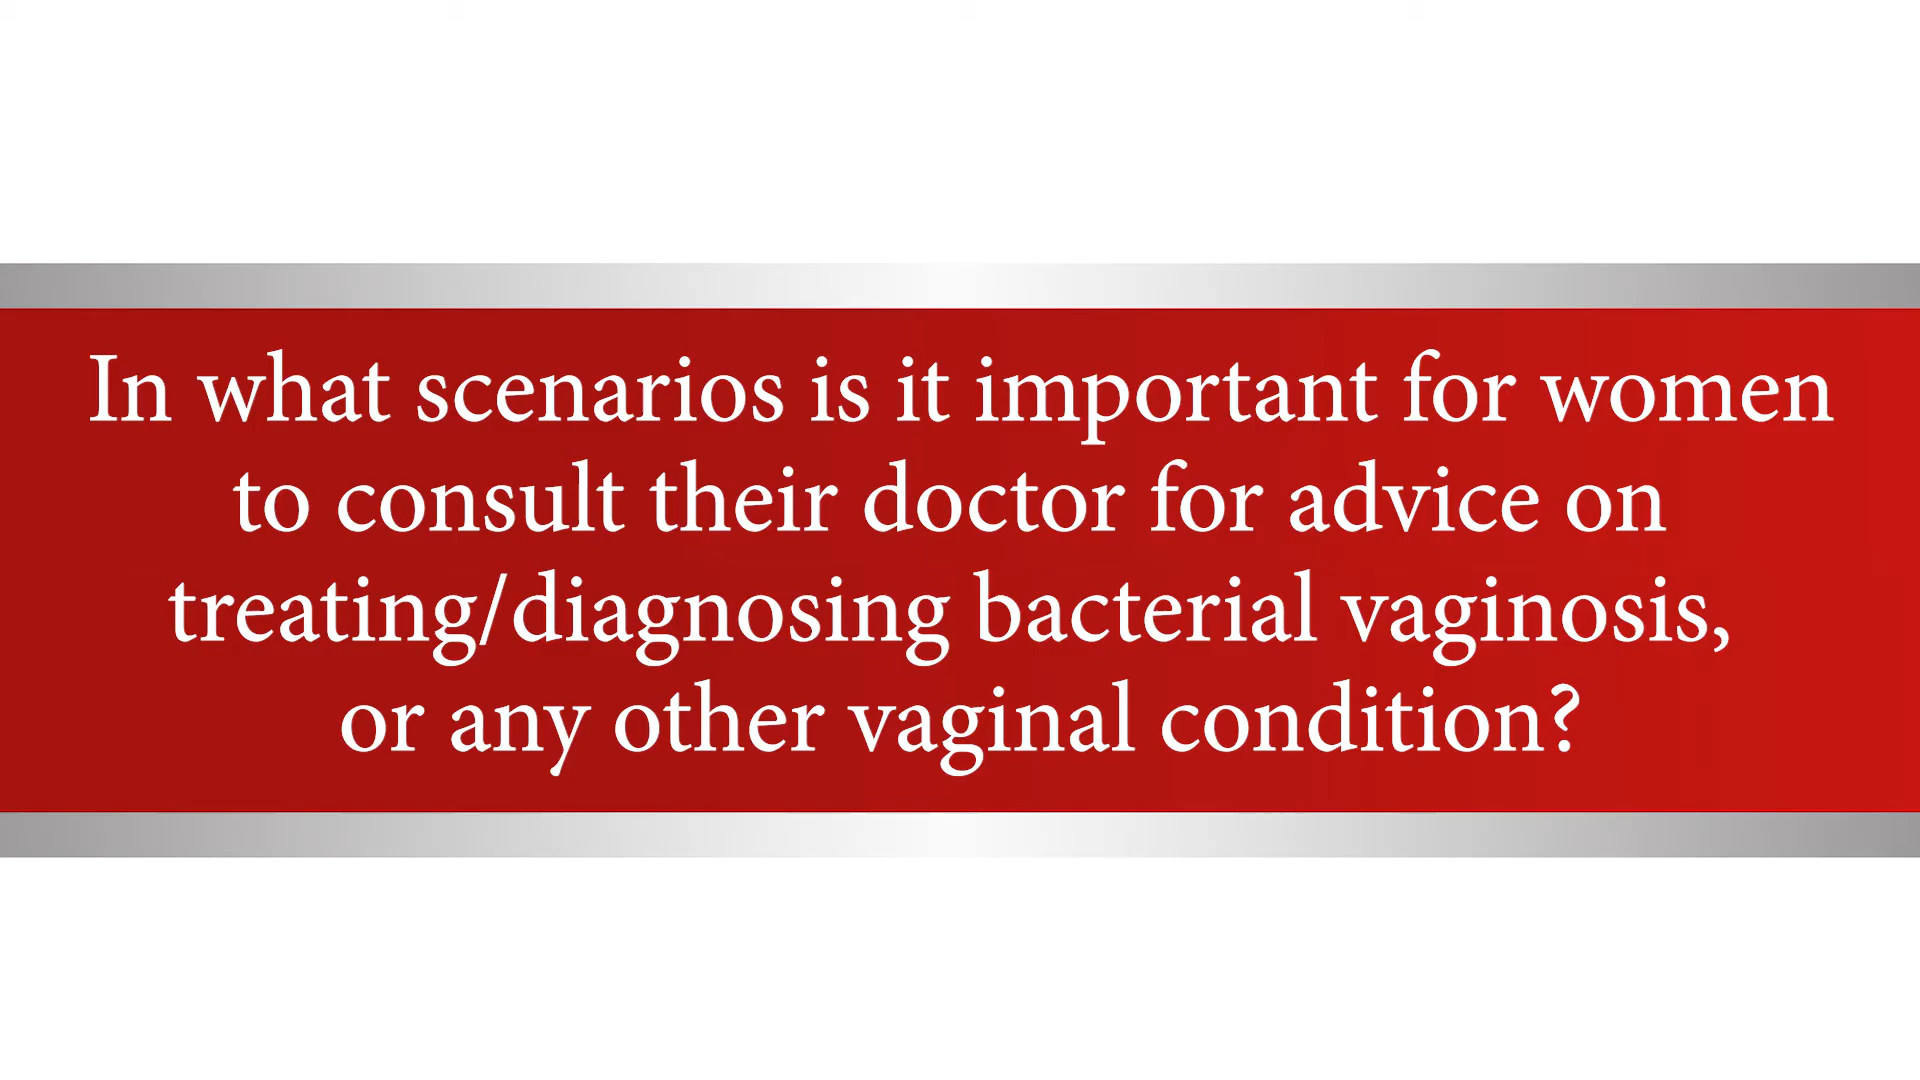 In what scenarios is it important for women
to consult their doctor for advice on
treating/diagnosing bacterial vaginosis,
or any other vaginal condition?